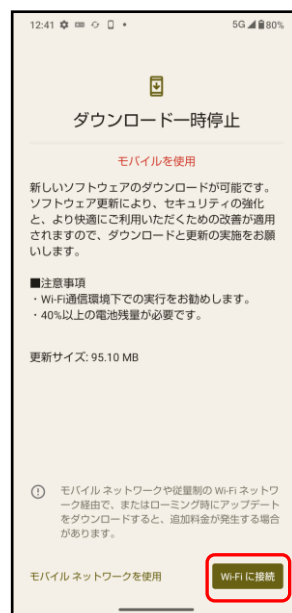 12:41 5G 80%
ダウンロード一時停止
モバイルを使用
新しいソフトウェアのダウンロードが可能です。
ソフトウェア更新により、セキュリティの強化
と、より快適にご利用いただくための改善が適用
されますので、ダウンロードと更新の実施をお願
いします。
■注意事項
・Wi-Fi通信環境下での実行をお勧めします。
・40%以上の電池残量が必要です。
更新サイズ: 95.10 MB
モバイル ネットワークや従量制の Wi-Fi ネットワ
ーク経由で、またはローミング時にアップデート
をダウンロードすると、追加料金が発生する場合
があります。
モバイル ネットワークを使用 Wi-Fi に接続